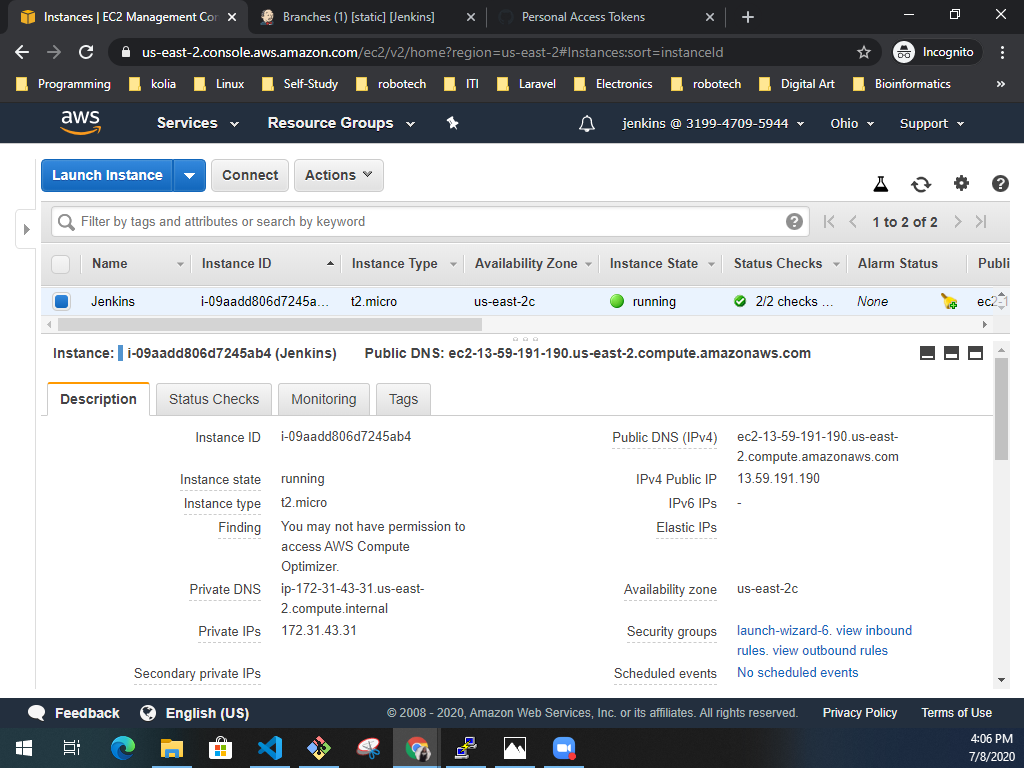 Instances | EC2 Management Con
Branches (1) [static] [Jenkins]
Personal Access Tokens
us-east-2.console.aws.amazon.com/ec2/v2/home?region=us-east-2#Instances:sort=instanceId
Incognito
Programming kolia Linux Self-Study robotech ITI Laravel Electronics robotech Digital Art Bioinformatics »
aws Services Resource Groups jenkins @ 3199-4709-5944 Ohio Support
Launch Instance Connect Actions
Filter by tags and attributes or search by keyword 1 to 2 of 2
Name Instance ID Instance Type Availability Zone Instance State Status Checks Alarm Status Publi
Jenkins i-09aadd806d7245a... t2.micro us-east-2c running 2/2 checks ... None ec2-1
Instance: i-09aadd806d7245ab4 (Jenkins) Public DNS: ec2-13-59-191-190.us-east-2.compute.amazonaws.com
Description Status Checks Monitoring Tags
Instance ID i-09aadd806d7245ab4 Public DNS (IPv4) ec2-13-59-191-190.us-east-
2.compute.amazonaws.com
Instance state running IPv4 Public IP 13.59.191.190
Instance type t2.micro IPv6 IPs -
Finding You may not have permission to Elastic IPs
access AWS Compute
Optimizer.
Private DNS ip-172-31-43-31.us-east- Availability zone us-east-2c
2.compute.internal
Private IPs 172.31.43.31 Security groups launch-wizard-6. view inbound
rules. view outbound rules
Secondary private IPs Scheduled events No scheduled events
Feedback English (US) © 2008 - 2020, Amazon Web Services, Inc. or its affiliates. All rights reserved. Privacy Policy Terms of Use
4:06 PM
7/8/2020